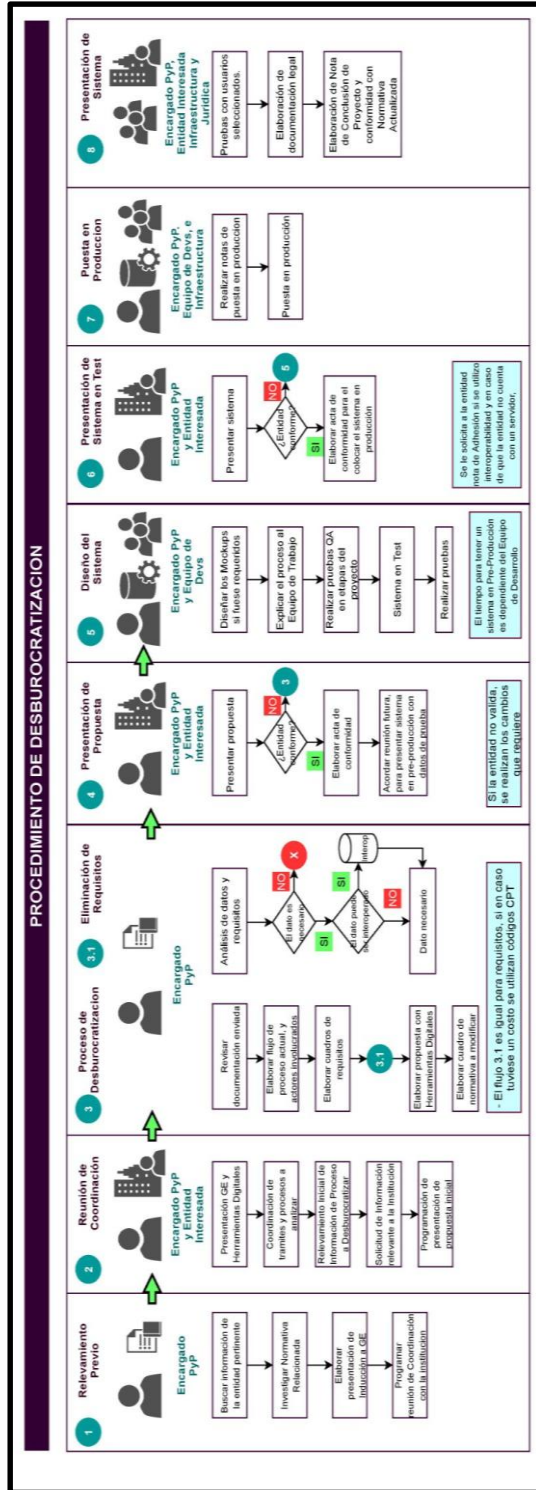 PROCEDIMIENTO DE DESBUROCRATIZACION
1
Relevamiento
Previo
Encargado
PyP
Buscar información de
la entidad pertinente
Investigar Normativa
Relacionada
Elaborar
presentación de
Inducción a GE
Programar
reunión de Coordinación
con la institucion
2
Reunión de
Coordinación
Encargado PyP
y Entidad
Interesada
Presentación GE y
Herramientas Digitales
Coordinación de
tramites y procesos a
analizar
Relevamiento Inicial de
Información de Proceso
a Desburocratizar
Solicitud de Información
relevante a la Institución
Programación de
presentación de
propuesta inicial
3
Proceso de
Desburocratización
3.1
Eliminación de
Requisitos
Encargado
PyP
Revisar
documentación enviada
Elaborar flujo de
proceso actual, y
actores involucrados
Elaborar cuadros de
requisitos
3.1
Elaborar propuesta con
Herramientas Digitales
Elaborar cuadro de
normativa a modificar
Análisis de datos y
requisitos
El dato es
necesario
NO
X
SI
El dato puede
ser interoperado
SI
interop
NO
Dato necesario
- El flujo 3.1 es igual para requisitos, si en caso
tuviese un costo se utilizan códigos CPT
4
Presentación de
Propuesta
Encargado PyP
y Entidad
Interesada
Presentar propuesta
¿Entidad
conforme?
NO
3
SI
Elaborar acta de
conformidad
Acordar reunión futura,
para presentar sistema
en pre-producción con
datos de prueba
Si la entidad no valida,
se realizan los cambios
que requiere
5
Diseño del
Sistema
Encargado PyP
y Equipo de
Devs
Diseñar los Mockups
si fuese requeridos
Explicar el proceso al
Equipo de Trabajo
Realizar pruebas QA
en etapas del
proyecto
Sistema en Test
Realizar pruebas
El tiempo para tener un
sistema en Pre-Producción
es dependiente del Equipo
de Desarrollo
6
Presentación de
Sistema en Test
Encargado PyP
y Entidad
Interesada
Presentar sistema
¿Entidad
conforme?
NO
5
SI
Elaborar acta de
conformidad para el
colocar el sistema en
producción
Se le solicita a la entidad
nota de Adhesión si se utilizo
interoperabilidad y en caso
de que la entidad no cuenta
con un servidor,
7
Puesta en
Produccion
Encargado PyP.
Equipo de Devs, e
Infraestructura
Realizar notas de
puesta en produccion
Puesta en producción
8
Presentación de
Sistema
Encargado PyP,
Entidad Interesada
Infraestructura y
Jurídica
Pruebas con usuarios
seleccionados.
Elaboración de
documentación legal
Elaboración de Nota
de Conclusión de
Proyecto y
conformidad con
Normativa
Actualizada